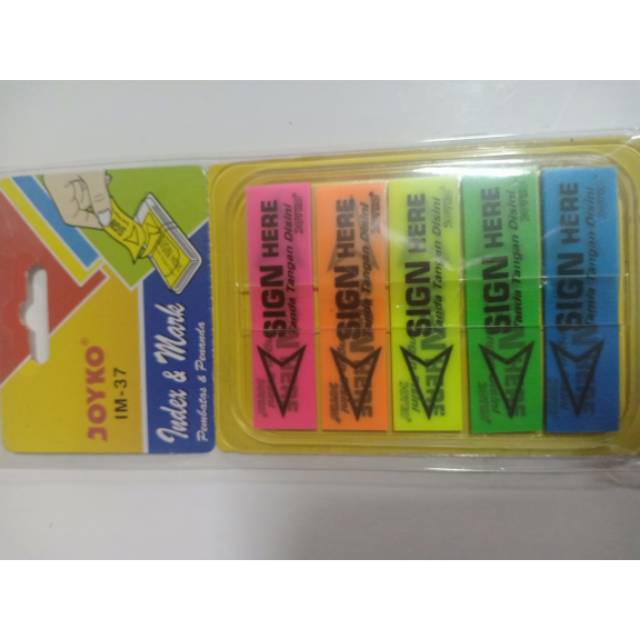 JOYKO
IM-37
Index & Mark
Pembatas & Penanda
SIGN HERE
Tanda Tangan Disini
SIGN HERE
Tanda Tangan Disini
SIGN HERE
Tanda Tangan Disini
SIGN HERE
Tanda Tangan Disini
SIGN HERE
Tanda Tangan Disini